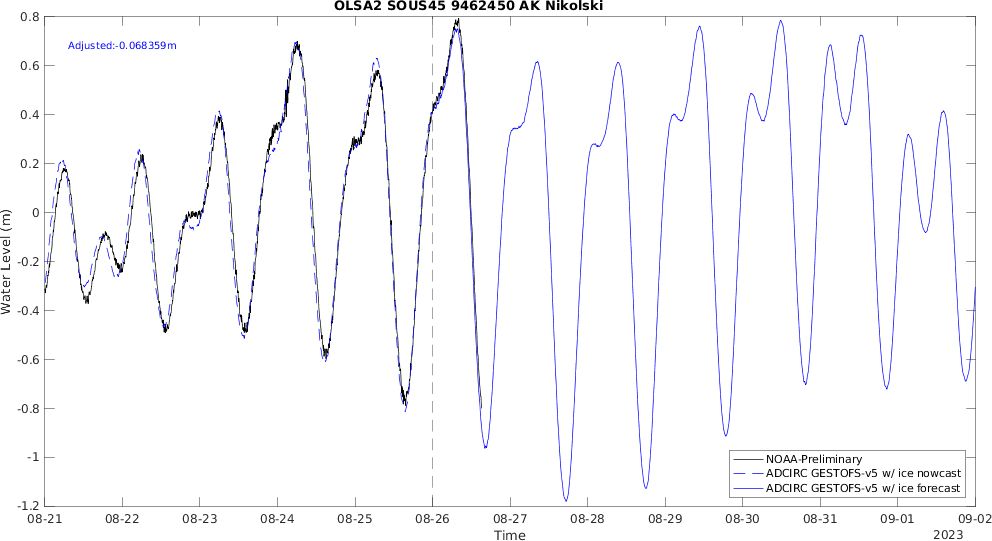 OLSA2 SOUS45 9462450 AK Nikolski
Adjusted:-0.068359m
0.8
0.6
0.4
0.2
0
-0.2
-0.4
-0.6
-0.8
-1
-1.2
Water Level (m)
NOAA-Preliminary
ADCIRC GESTOFS-v5 w/ ice nowcast
ADCIRC GESTOFS-v5 w/ ice forecast
08-21 08-22 08-23 08-24 08-25 08-26 08-27 08-28 08-29 08-30 08-31 09-01 09-02
Time
2023